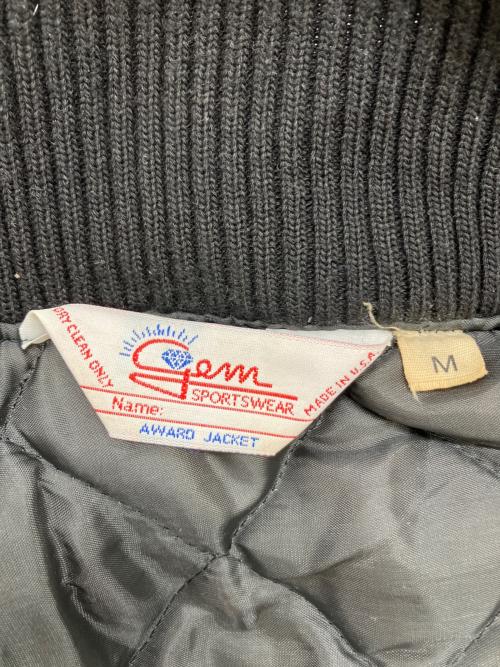 DRY CLEAN ONLY
Gem
SPORTSWEAR
MADE IN U.S.A.
Name:
AWARD JACKET
M